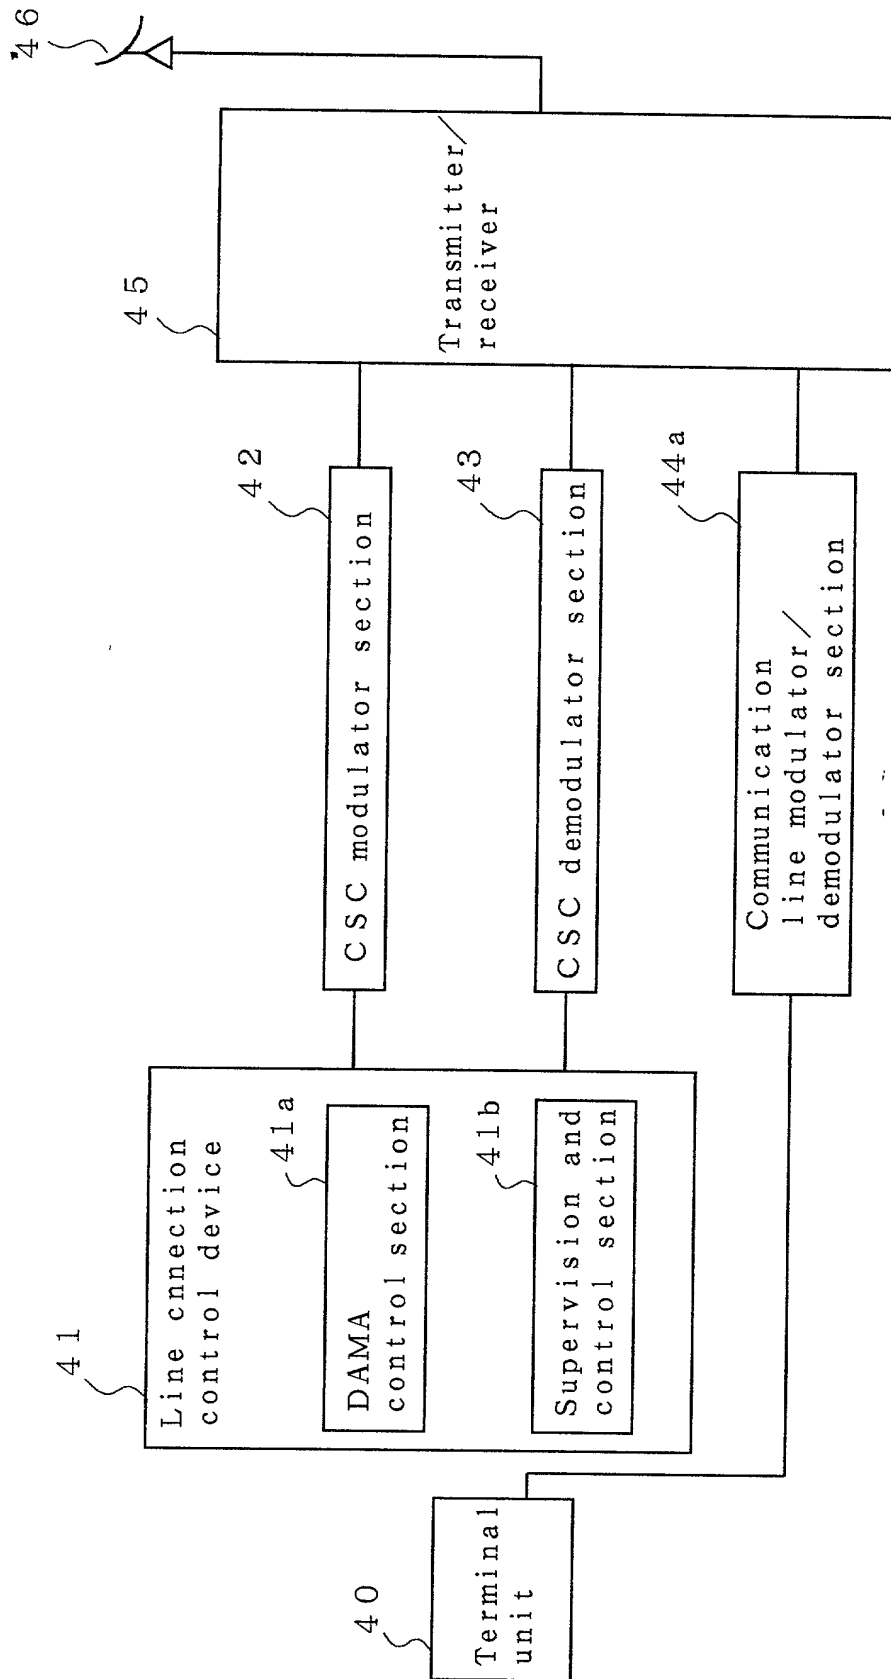 40
Terminal
unit
41
Line cnnection
control device
41a
DAMA
control section
41b
Supervision and
control section
42
CSC modulator section
43
CSC demodulator section
44a
Communication
line modulator/
demodulator section
45
Transmitter/
receiver
46